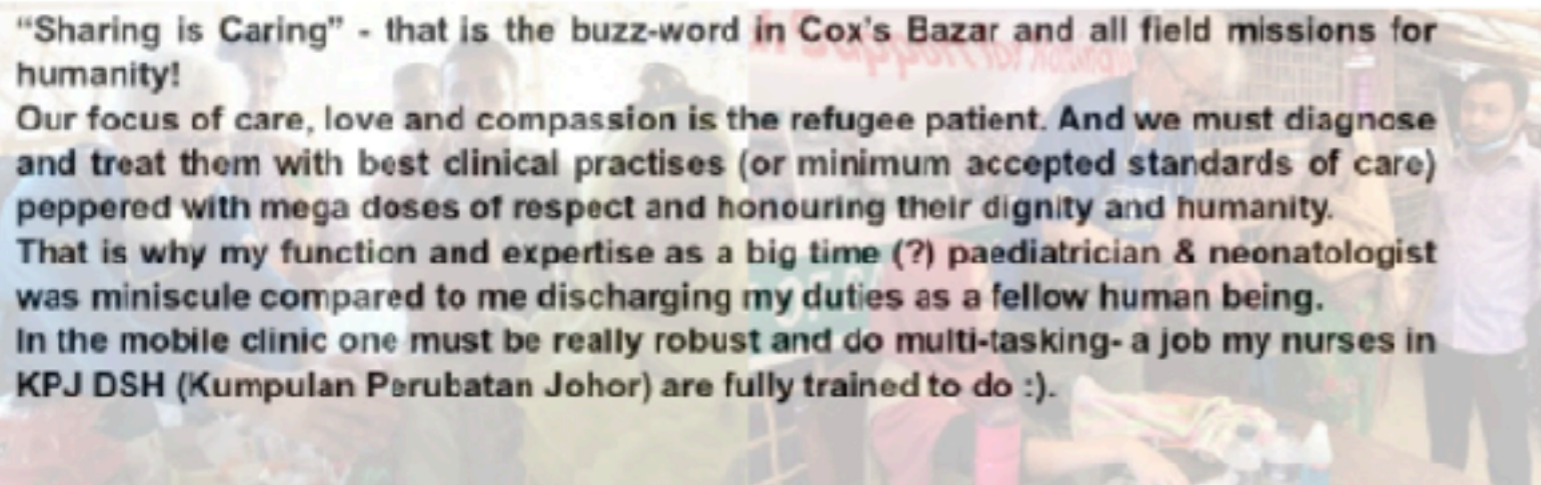 “Sharing is Caring” - that is the buzz-word in Cox's Bazar and all field missions for
humanity!
Our focus of care, love and compassion is the refugee patient. And we must diagnose
and treat them with best clinical practises (or minimum accepted standards of care)
peppered with mega doses of respect and honouring their dignity and humanity.
That is why my function and expertise as a big time (?) paediatrician & neonatologist
was miniscule compared to me discharging my duties as a fellow human being.
In the mobile clinic one must be really robust and do multi-tasking- a job my nurses in
KPJ DSH (Kumpulan Perubatan Johor) are fully trained to do :).